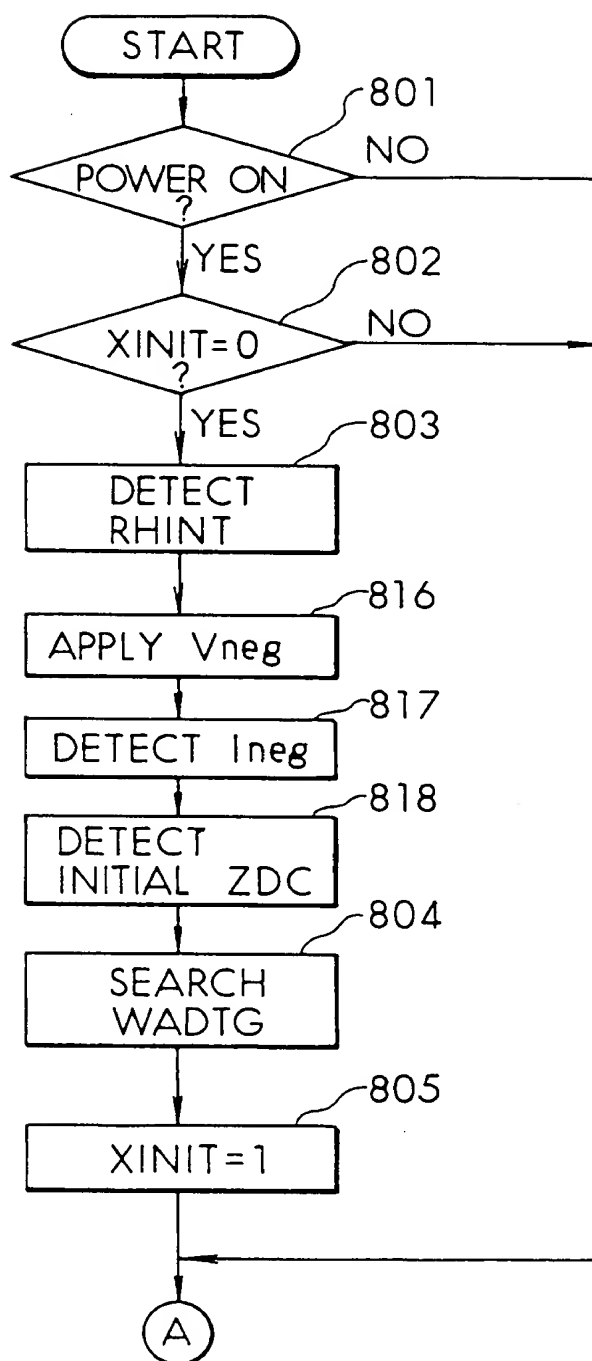 START
801
POWER ON
?
NO
YES
802
XINIT=0
?
NO
YES
803
DETECT
RHINT
816
APPLY Vneg
817
DETECT Ineg
818
DETECT
INITIAL ZDC
804
SEARCH
WADTG
805
XINIT=1
A